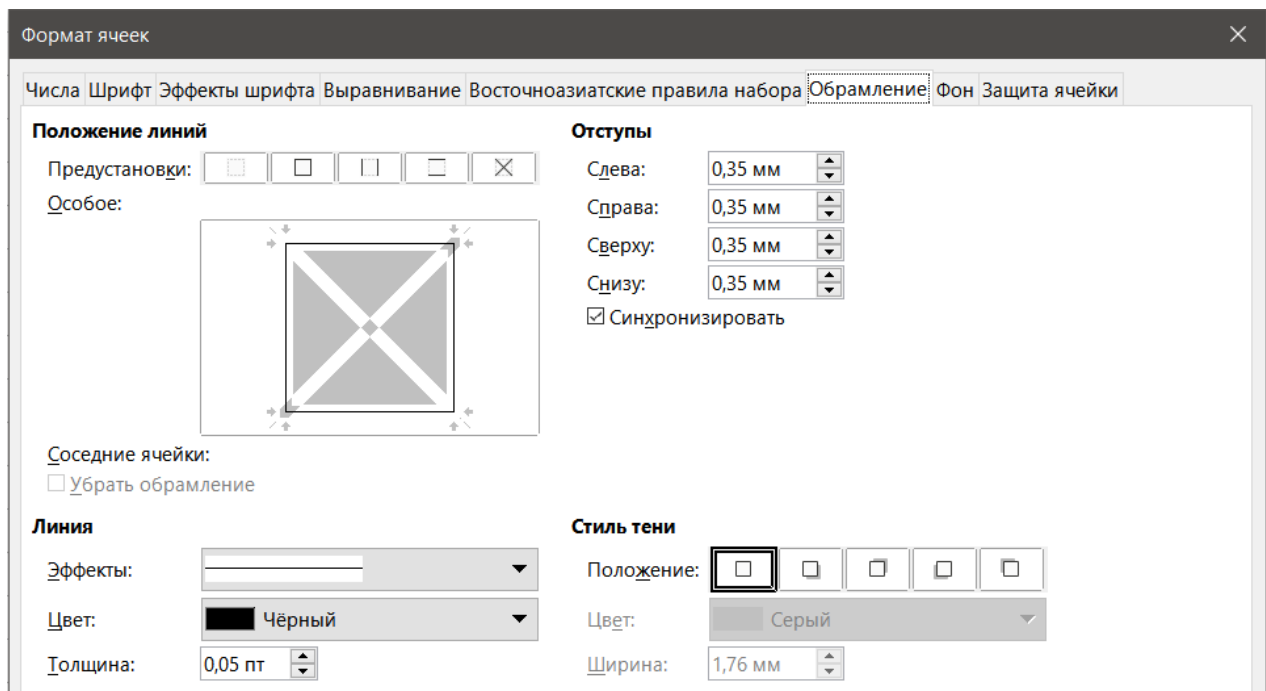 Формат ячеек
Числа Шрифт Эффекты шрифта Выравнивание Восточноазиатские правила набора Обрамление Фон Защита ячейки
Положение линий
Предустановки:
Особое:
Соседние ячейки:
Убрать обрамление
Отступы
Слева: 0,35 мм
Справа: 0,35 мм
Сверху: 0,35 мм
Снизу: 0,35 мм
Синхронизировать
Линия
Эффекты:
Цвет: Чёрный
Толщина: 0,05 пт
Стиль тени
Положение:
Цвет: Серый
Ширина: 1,76 мм